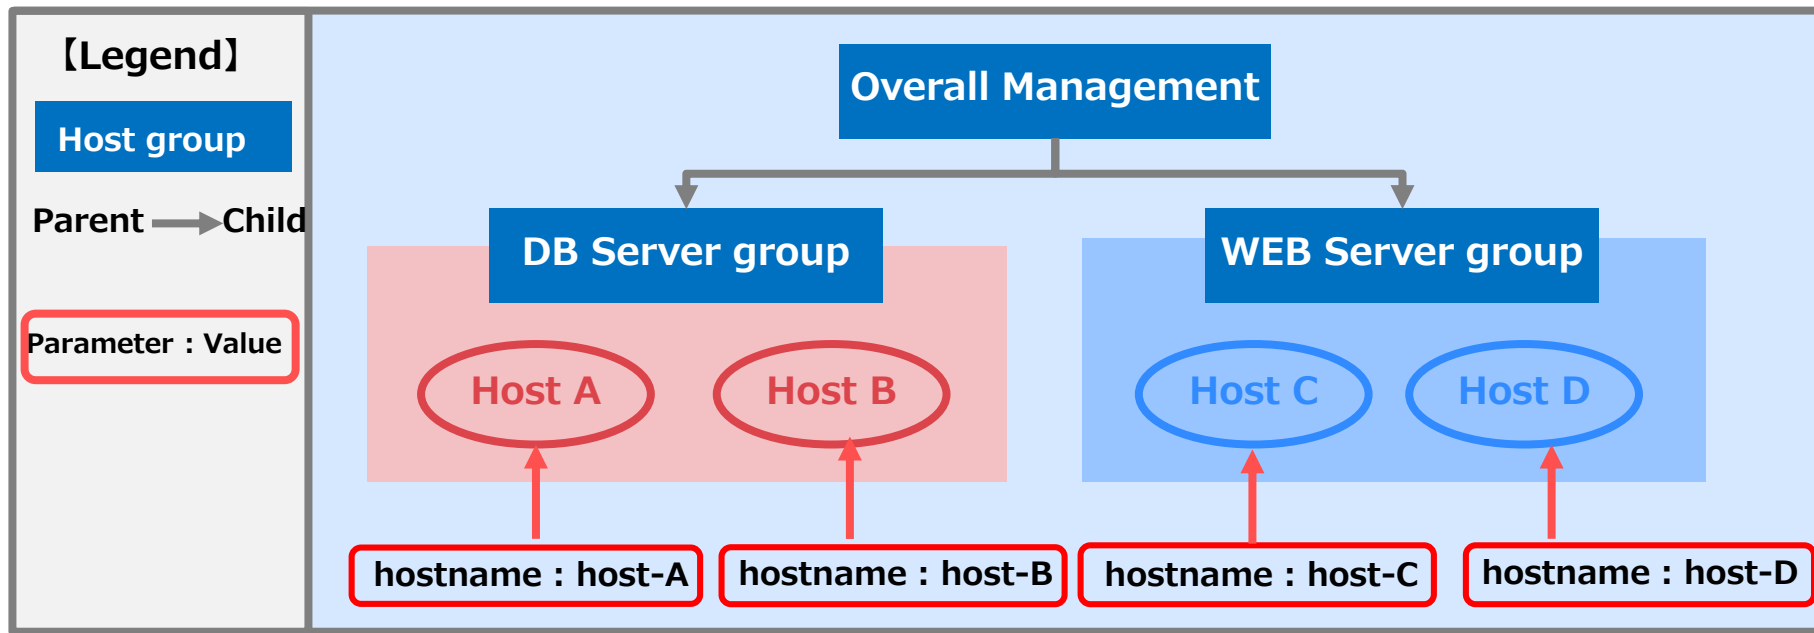 【Legend】
Host group
Parent Child
Parameter : Value
Overall Management
DB Server group
WEB Server group
Host A
Host B
Host C
Host D
hostname : host-A
hostname : host-B
hostname : host-C
hostname : host-D